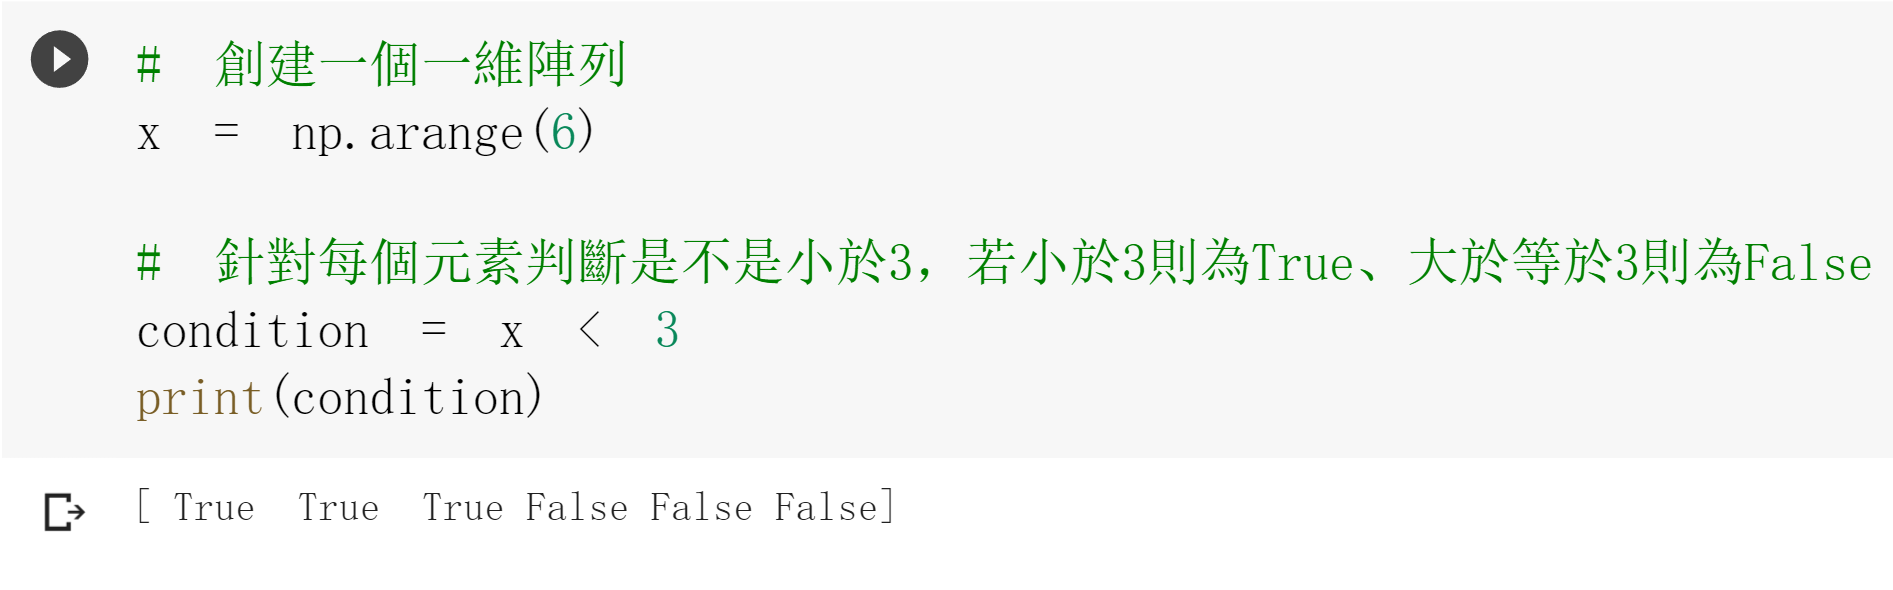 # 創建一個一維陣列
x = np.arange(6)
# 針對每個元素判斷是不是小於3，若小於3則為True、大於等於3則為False
condition = x < 3
print(condition)
[ True  True  True False False False]